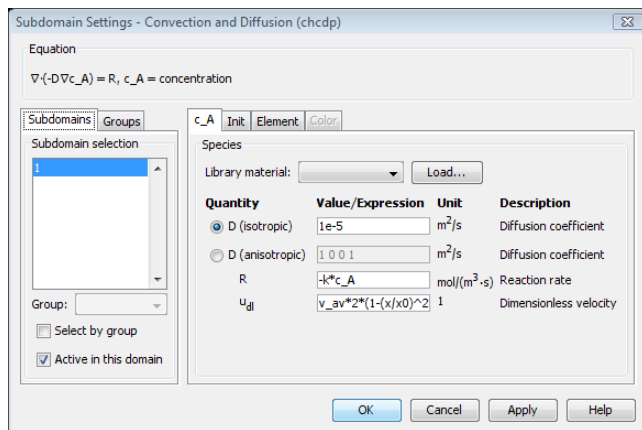 Subdomain Settings - Convection and Diffusion (chcdp)
Equation
∇·(-D∇c_A) = R, c_A = concentration
Subdomains Groups
Subdomain selection
1
Group:
Select by group
Active in this domain
c_A Init Element Color
Species
Library material: Load...
Quantity Value/Expression Unit Description
D (isotropic) 1e-5 m²/s Diffusion coefficient
D (anisotropic) 1 0 0 1 m²/s Diffusion coefficient
R -k*c_A mol/(m³·s) Reaction rate
u_dl v_av*2*(1-(x/x0)^2 1 Dimensionless velocity
OK Cancel Apply Help